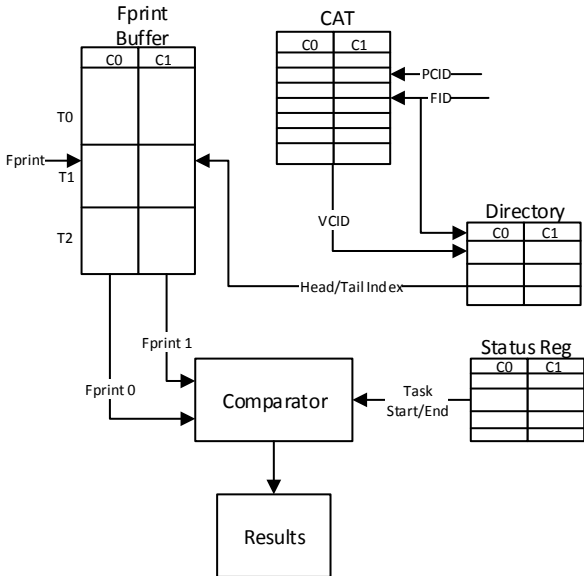 Fprint
Buffer
C0 C1
T0
T1
T2
Fprint
CAT
C0 C1
PCID
FID
VCID
Directory
C0 C1
Head/Tail Index
Fprint 1
Fprint 0
Comparator
Task
Start/End
Status Reg
C0 C1
Results